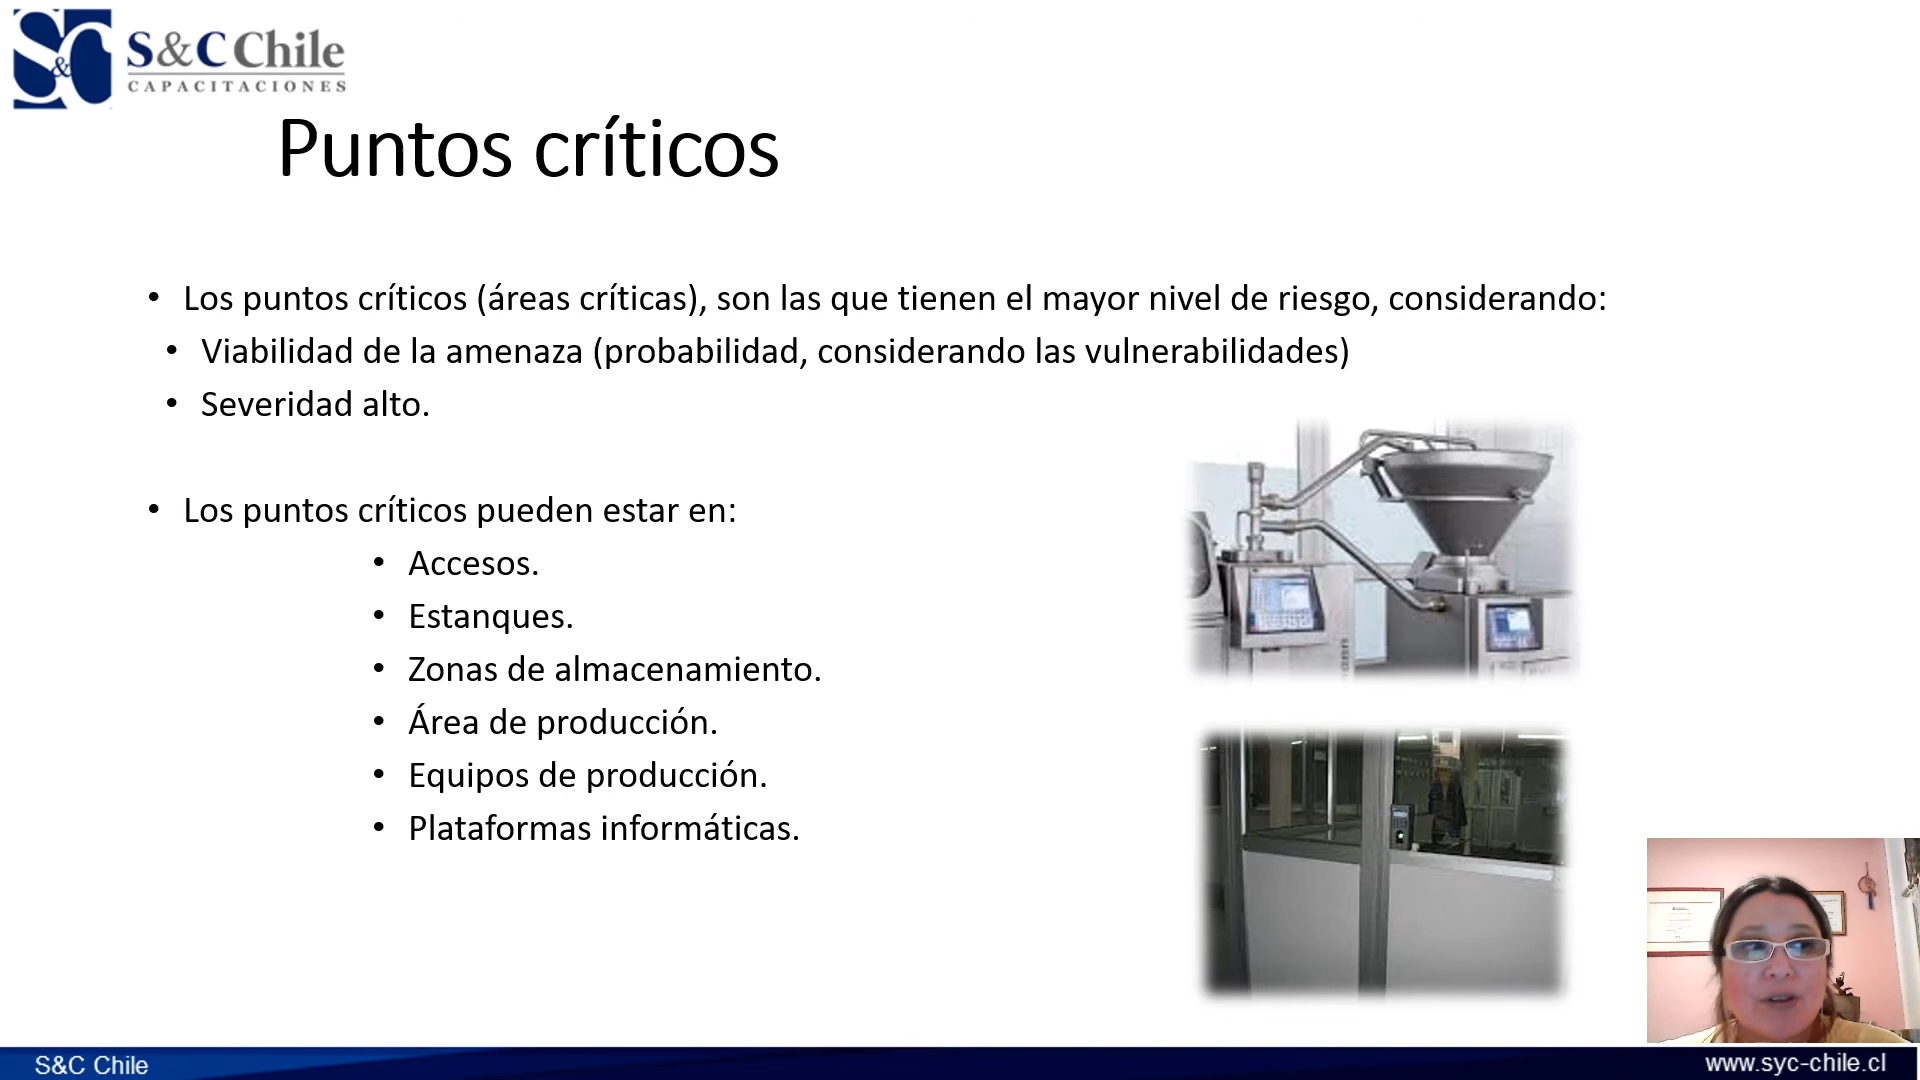 S&C
S&C Chile
CAPACITACIONES
Puntos críticos
• Los puntos críticos (áreas críticas), son las que tienen el mayor nivel de riesgo, considerando:
• Viabilidad de la amenaza (probabilidad, considerando las vulnerabilidades)
• Severidad alto.
• Los puntos críticos pueden estar en:
• Accesos.
• Estanques.
• Zonas de almacenamiento.
• Área de producción.
• Equipos de producción.
• Plataformas informáticas.
S&C Chile
www.syc-chile.cl